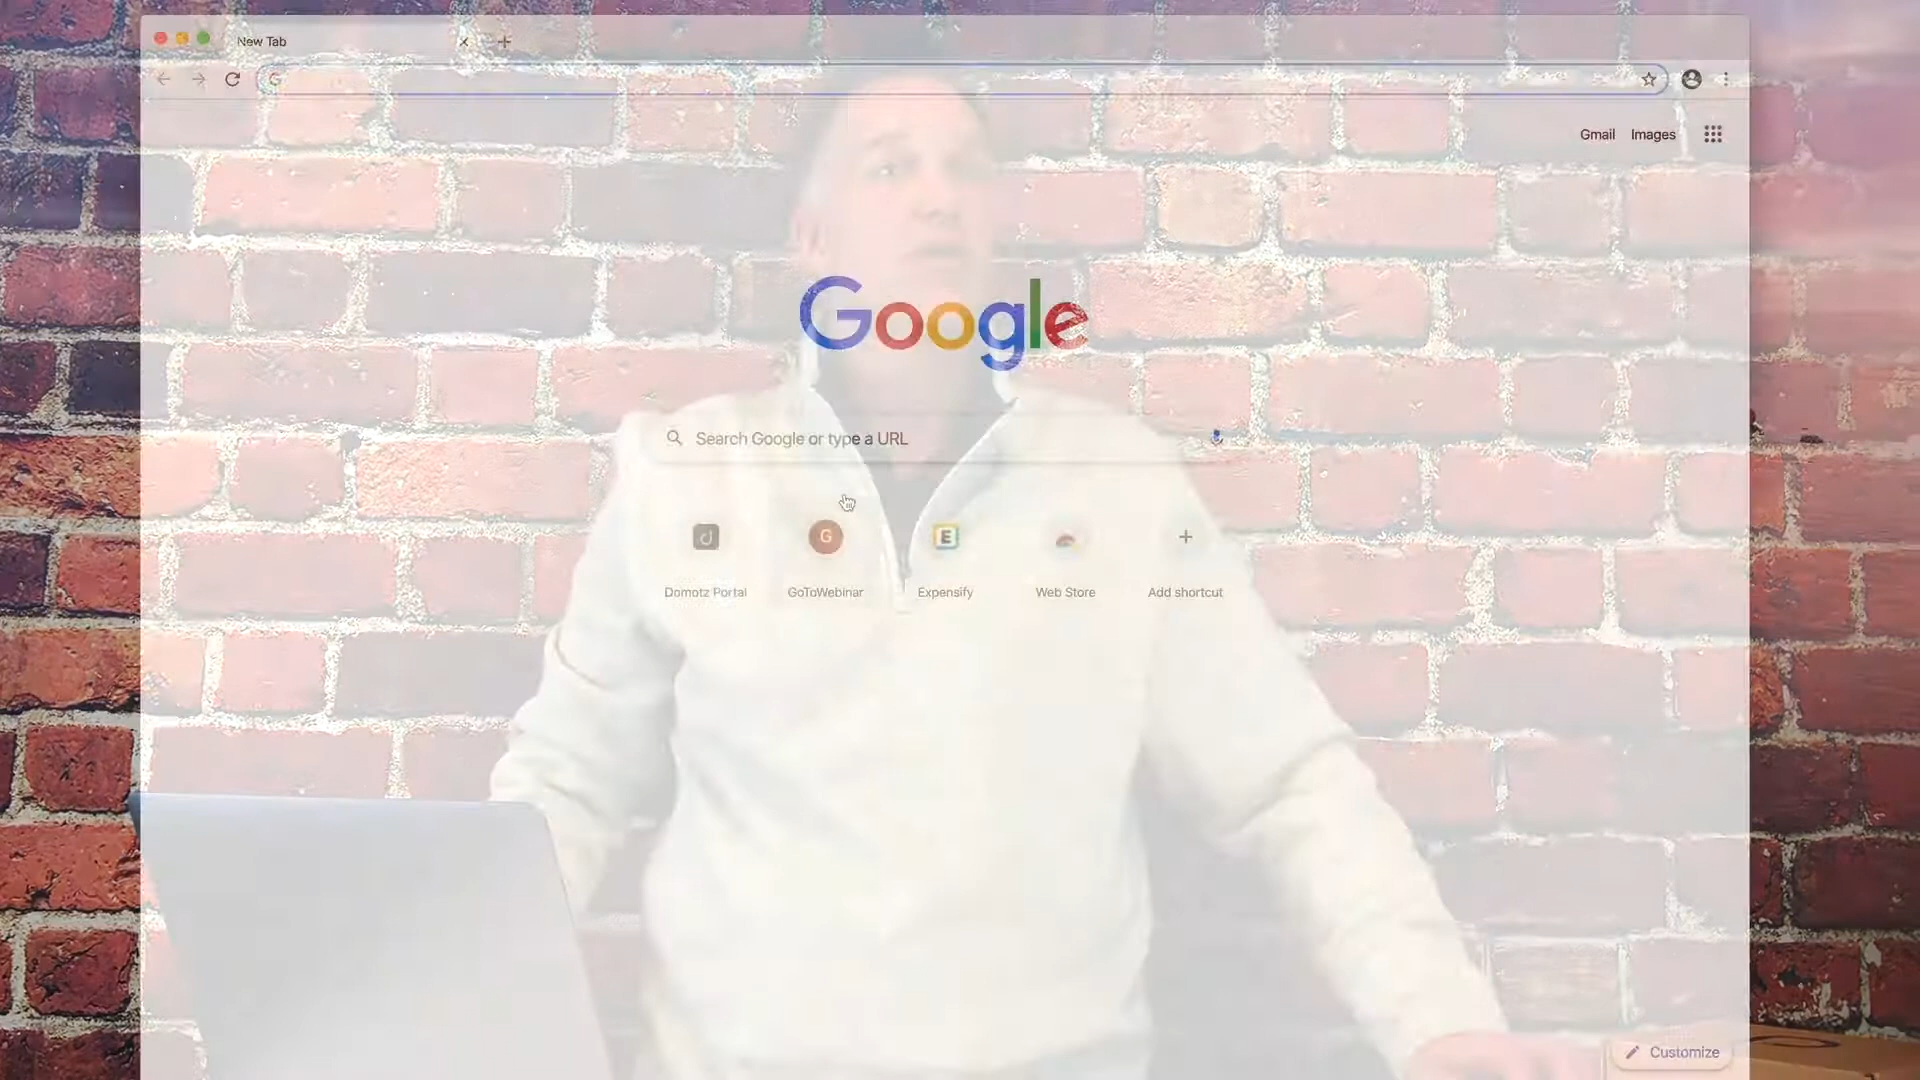 New Tab
Gmail Images
Google
Search Google or type a URL
G
E
Domotz Portal GoToWebinar Expensify Web Store Add shortcut
Customize